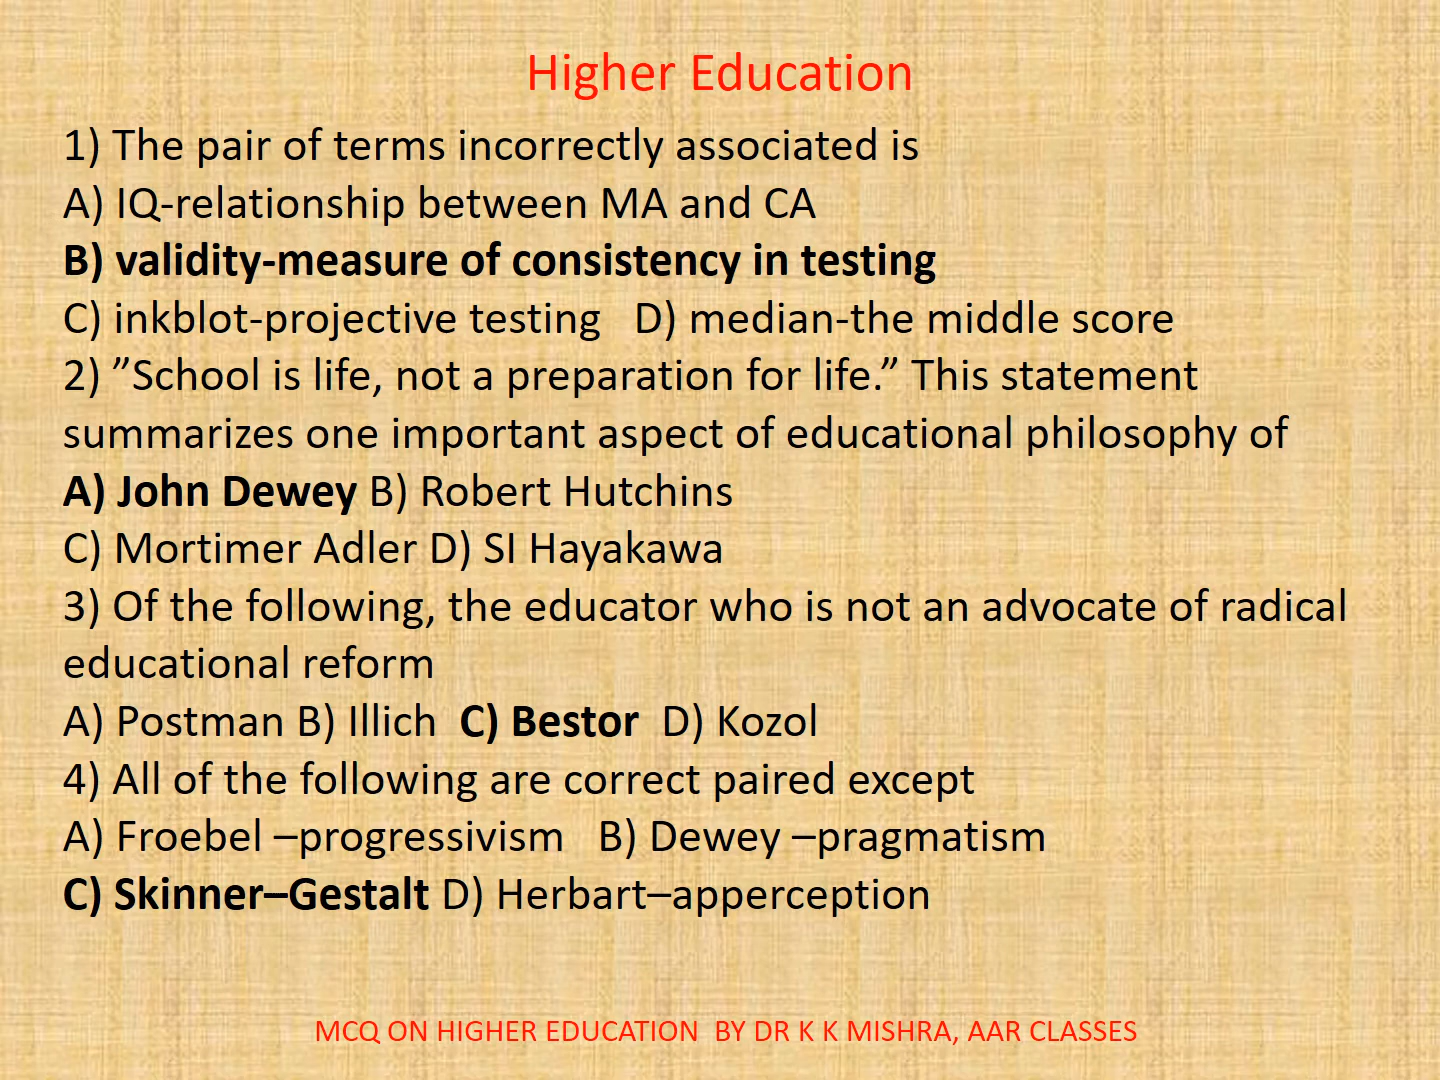 Higher Education
1) The pair of terms incorrectly associated is
A) IQ-relationship between MA and CA
B) validity-measure of consistency in testing
C) inkblot-projective testing   D) median-the middle score
2) ”School is life, not a preparation for life.” This statement
summarizes one important aspect of educational philosophy of
A) John Dewey B) Robert Hutchins
C) Mortimer Adler D) SI Hayakawa
3) Of the following, the educator who is not an advocate of radical
educational reform
A) Postman B) Illich  C) Bestor  D) Kozol
4) All of the following are correct paired except
A) Froebel –progressivism   B) Dewey –pragmatism
C) Skinner–Gestalt D) Herbart–apperception
MCQ ON HIGHER EDUCATION  BY DR K K MISHRA, AAR CLASSES